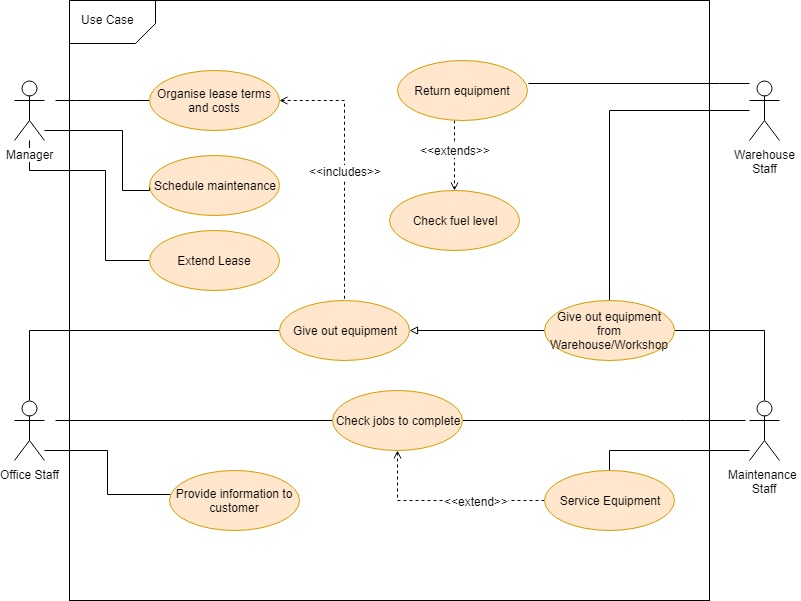 Use Case
Organise lease terms
and costs
Return equipment
Manager
Warehouse
Staff
<<extends>>
<<includes>>
Schedule maintenance
Check fuel level
Extend Lease
Give out equipment
Give out equipment
from
Warehouse/Workshop
Check jobs to complete
Office Staff
Maintenance
Staff
Provide information to
customer
<<extend>>
Service Equipment